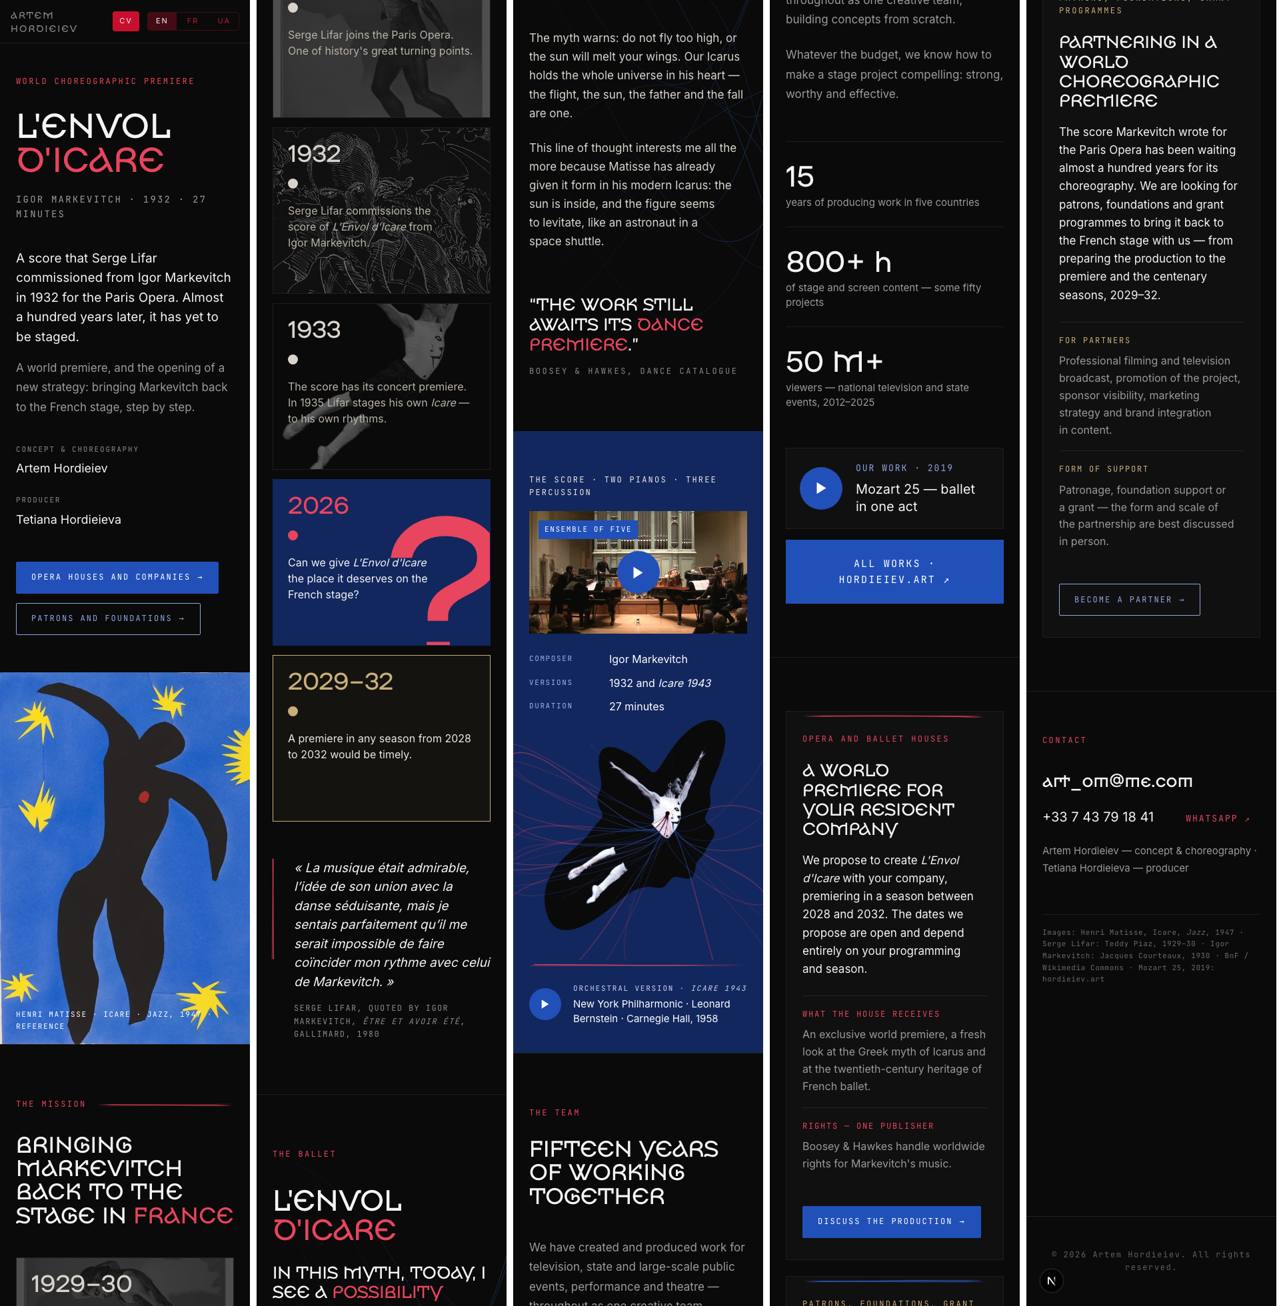 ARTEM
HORDIEIEV
CV
EN
FR
UA
WORLD CHOREOGRAPHIC PREMIERE
L'ENVOL
D'ICARE
IGOR MARKEVITCH · 1932 · 27
MINUTES
A score that Serge Lifar
commissioned from Igor Markevitch
in 1932 for the Paris Opera. Almost
a hundred years later, it has yet to
be staged.
A world premiere, and the opening of a
new strategy: bringing Markevitch back
to the French stage, step by step.
CONCEPT & CHOREOGRAPHY
Artem Hordieiev
PRODUCER
Tetiana Hordieieva
OPERA HOUSES AND COMPANIES →
PATRONS AND FOUNDATIONS →
HENRI MATISSE · ICARE · JAZZ, 1947 ·
REFERENCE
THE MISSION
BRINGING
MARKEVITCH
BACK TO THE
STAGE IN FRANCE
1929–30
Serge Lifar joins the Paris Opera.
One of history's great turning points.
1932
Serge Lifar commissions the
score of L'Envol d'Icare from
Igor Markevitch.
1933
The score has its concert premiere.
In 1935 Lifar stages his own Icare —
to his own rhythms.
2026
Can we give L'Envol d'Icare
the place it deserves on the
French stage?
?
2029–32
A premiere in any season from 2028
to 2032 would be timely.
« La musique était admirable,
l'idée de son union avec la
danse séduisante, mais je
sentais parfaitement qu'il me
serait impossible de faire
coïncider mon rythme avec celui
de Markevitch. »
SERGE LIFAR, QUOTED BY IGOR
MARKEVITCH, ÊTRE ET AVOIR ÉTÉ,
GALLIMARD, 1980
THE BALLET
L'ENVOL
D'ICARE
IN THIS MYTH, TODAY, I
SEE A POSSIBILITY
The myth warns: do not fly too high, or
the sun will melt your wings. Our Icarus
holds the whole universe in his heart —
the flight, the sun, the father and the fall
are one.
This line of thought interests me all the
more because Matisse has already
given it form in his modern Icarus: the
sun is inside, and the figure seems
to levitate, like an astronaut in a
space shuttle.
"THE WORK STILL
AWAITS ITS DANCE
PREMIERE."
BOOSEY & HAWKES, DANCE CATALOGUE
THE SCORE · TWO PIANOS · THREE
PERCUSSION
ENSEMBLE OF FIVE
COMPOSER
Igor Markevitch
VERSIONS
1932 and Icare 1943
DURATION
27 minutes
ORCHESTRAL VERSION · ICARE 1943
New York Philharmonic · Leonard
Bernstein · Carnegie Hall, 1958
THE TEAM
FIFTEEN YEARS
OF WORKING
TOGETHER
We have created and produced work for
television, state and large-scale public
events, performance and theatre —
throughout as one creative team,
building concepts from scratch.
Whatever the budget, we know how to
make a stage project compelling: strong,
worthy and effective.
15
years of producing work in five countries
800+ h
of stage and screen content — some fifty
projects
50 M+
viewers — national television and state
events, 2012–2025
OUR WORK · 2019
Mozart 25 — ballet
in one act
ALL WORKS ·
HORDIEIEV.ART ↗
OPERA AND BALLET HOUSES
A WORLD
PREMIERE FOR
YOUR RESIDENT
COMPANY
We propose to create L'Envol
d'Icare with your company,
premiering in a season between
2028 and 2032. The dates we
propose are open and depend
entirely on your programming
and season.
WHAT THE HOUSE RECEIVES
An exclusive world premiere, a fresh
look at the Greek myth of Icarus and
at the twentieth-century heritage of
French ballet.
RIGHTS — ONE PUBLISHER
Boosey & Hawkes handle worldwide
rights for Markevitch's music.
DISCUSS THE PRODUCTION →
PATRONS, FOUNDATIONS, GRANT
PROGRAMMES
PARTNERING IN A
WORLD
CHOREOGRAPHIC
PREMIERE
The score Markevitch wrote for
the Paris Opera has been waiting
almost a hundred years for its
choreography. We are looking for
patrons, foundations and grant
programmes to bring it back to
the French stage with us — from
preparing the production to the
premiere and the centenary
seasons, 2029–32.
FOR PARTNERS
Professional filming and television
broadcast, promotion of the project,
sponsor visibility, marketing
strategy and brand integration
in content.
FORM OF SUPPORT
Patronage, foundation support or
a grant — the form and scale of
the partnership are best discussed
in person.
BECOME A PARTNER →
CONTACT
art_om@me.com
+33 7 43 79 18 41
WHATSAPP ↗
Artem Hordieiev — concept & choreography ·
Tetiana Hordieieva — producer
Images: Henri Matisse, Icare, Jazz, 1947 ·
Serge Lifar: Teddy Piaz, 1929–30 · Igor
Markevitch: Jacques Courteaux, 1930 · BnF /
Wikimedia Commons · Mozart 25, 2019:
hordieiev.art
© 2026 Artem Hordieiev. All rights
reserved.
N